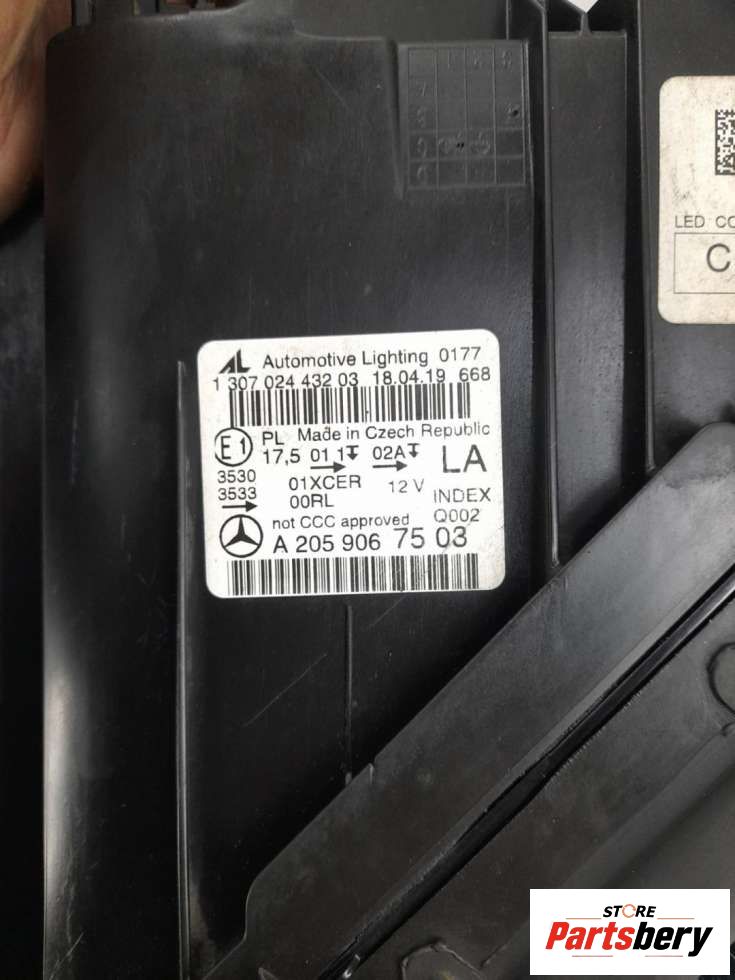 AL Automotive Lighting 0177
1 307 024 432 03 18.04.19 668
E1 PL Made in Czech Republic
17,5 01 1 02A LA
3530
3533
01XCER 12 V
00RL INDEX
not CCC approved Q002
A 205 906 75 03
LED CO
C
STORE
Partsbery